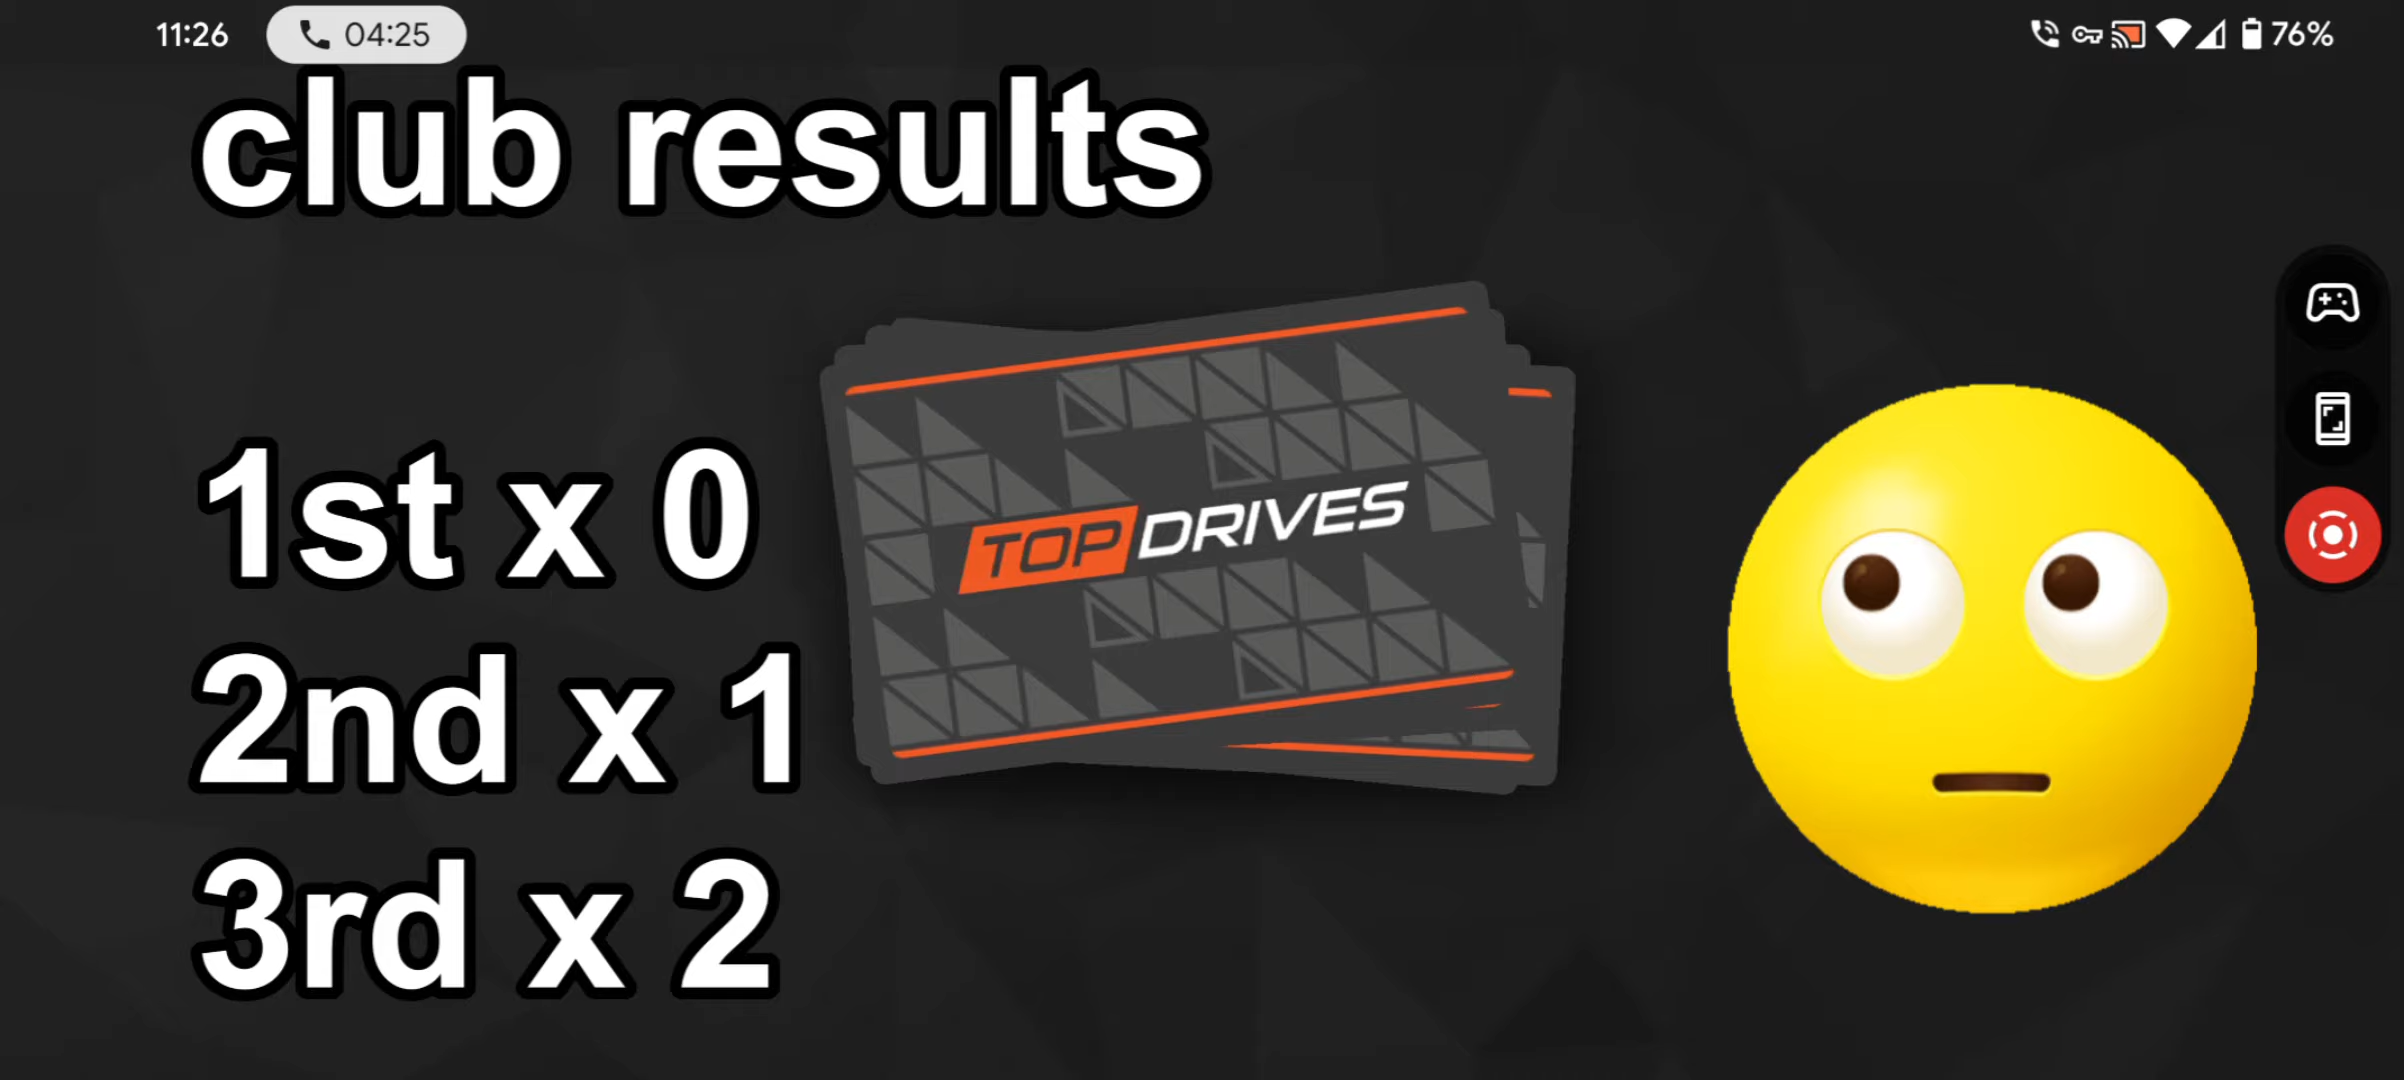 11:26 04:25 76%
club results
1st x 0
TOP DRIVES
2nd x 1
3rd x 2